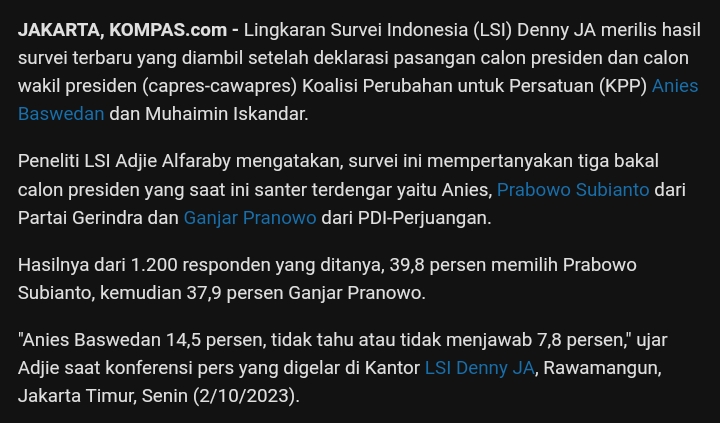 JAKARTA, KOMPAS.com - Lingkaran Survei Indonesia (LSI) Denny JA merilis hasil
survei terbaru yang diambil setelah deklarasi pasangan calon presiden dan calon
wakil presiden (capres-cawapres) Koalisi Perubahan untuk Persatuan (KPP) Anies
Baswedan dan Muhaimin Iskandar.
Peneliti LSI Adjie Alfaraby mengatakan, survei ini mempertanyakan tiga bakal
calon presiden yang saat ini santer terdengar yaitu Anies, Prabowo Subianto dari
Partai Gerindra dan Ganjar Pranowo dari PDI-Perjuangan.
Hasilnya dari 1.200 responden yang ditanya, 39,8 persen memilih Prabowo
Subianto, kemudian 37,9 persen Ganjar Pranowo.
"Anies Baswedan 14,5 persen, tidak tahu atau tidak menjawab 7,8 persen," ujar
Adjie saat konferensi pers yang digelar di Kantor LSI Denny JA, Rawamangun,
Jakarta Timur, Senin (2/10/2023).